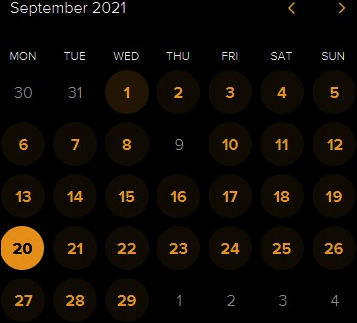 September 2021
MON TUE WED THU FRI SAT SUN
30 31 1 2 3 4 5
6 7 8 9 10 11 12
13 14 15 16 17 18 19
20 21 22 23 24 25 26
27 28 29 1 2 3 4